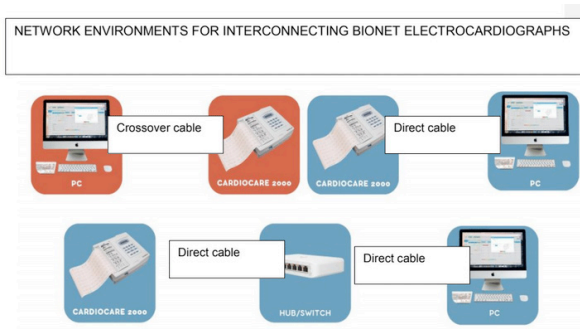 NETWORK ENVIRONMENTS FOR INTERCONNECTING BIONET ELECTROCARDIOGRAPHS
Crossover cable
Direct cable
PC
CARDIOCARE 2000
CARDIOCARE 2000
PC
Direct cable
Direct cable
CARDIOCARE 2000
HUB/SWITCH
PC